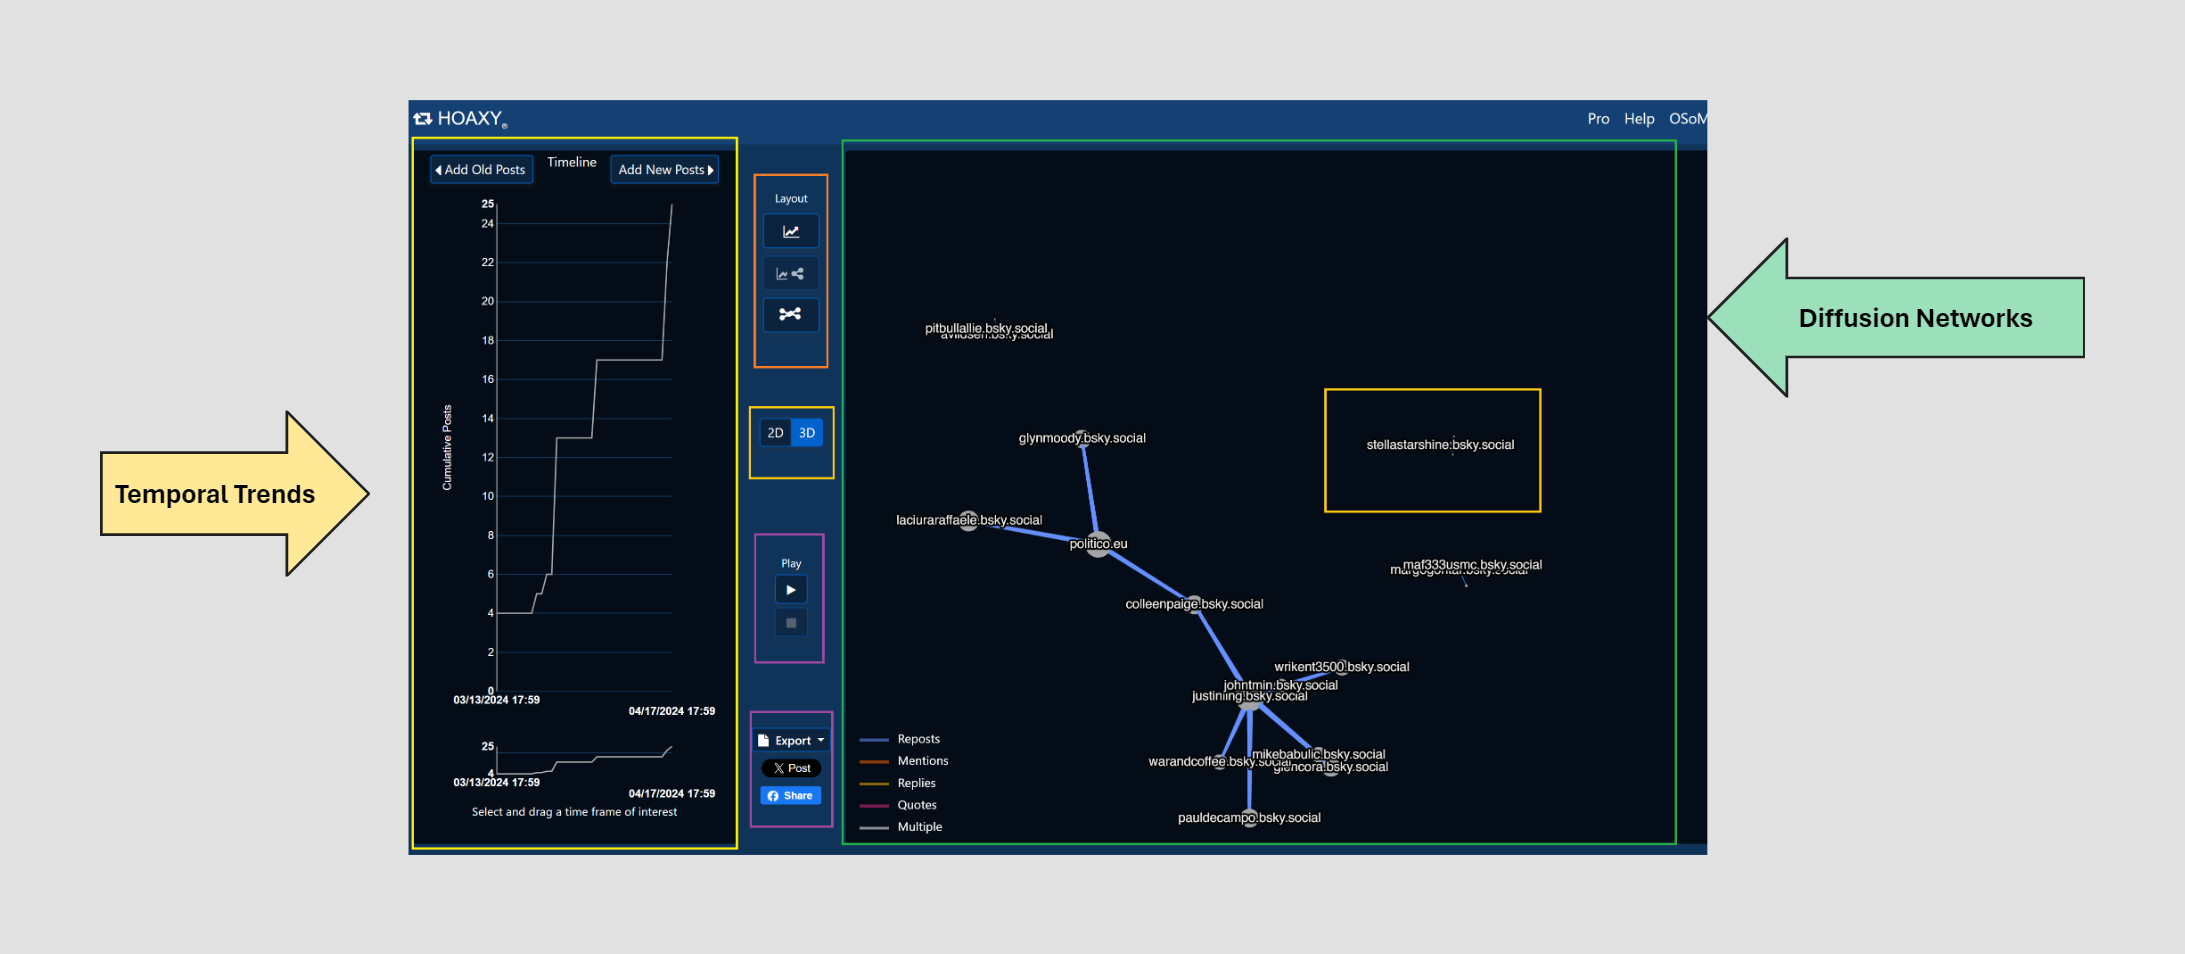 HOAXY®
Pro Help OSoM
Add Old Posts
Timeline
Add New Posts
25
24
22
20
18
16
14
12
10
8
6
4
2
0
Cumulative Posts
03/13/2024 17:59
04/17/2024 17:59
25
4
03/13/2024 17:59
04/17/2024 17:59
Select and drag a time frame of interest
Layout
2D 3D
Play
Export
X Post
Share
pitbullallie.bsky.social
avildsen.bsky.social
glynmoody.bsky.social
stellastarshine.bsky.social
laciuraraffaele.bsky.social
politico.eu
maf333usmc.bsky.social
margogontar.bsky.social
colleenpaige.bsky.social
wrikent3500.bsky.social
johntmin.bsky.social
justinling.bsky.social
mikebabulic.bsky.social
warandcoffee.bsky.social
glencora.bsky.social
pauldecampo.bsky.social
Reposts
Mentions
Replies
Quotes
Multiple
Temporal Trends
Diffusion Networks